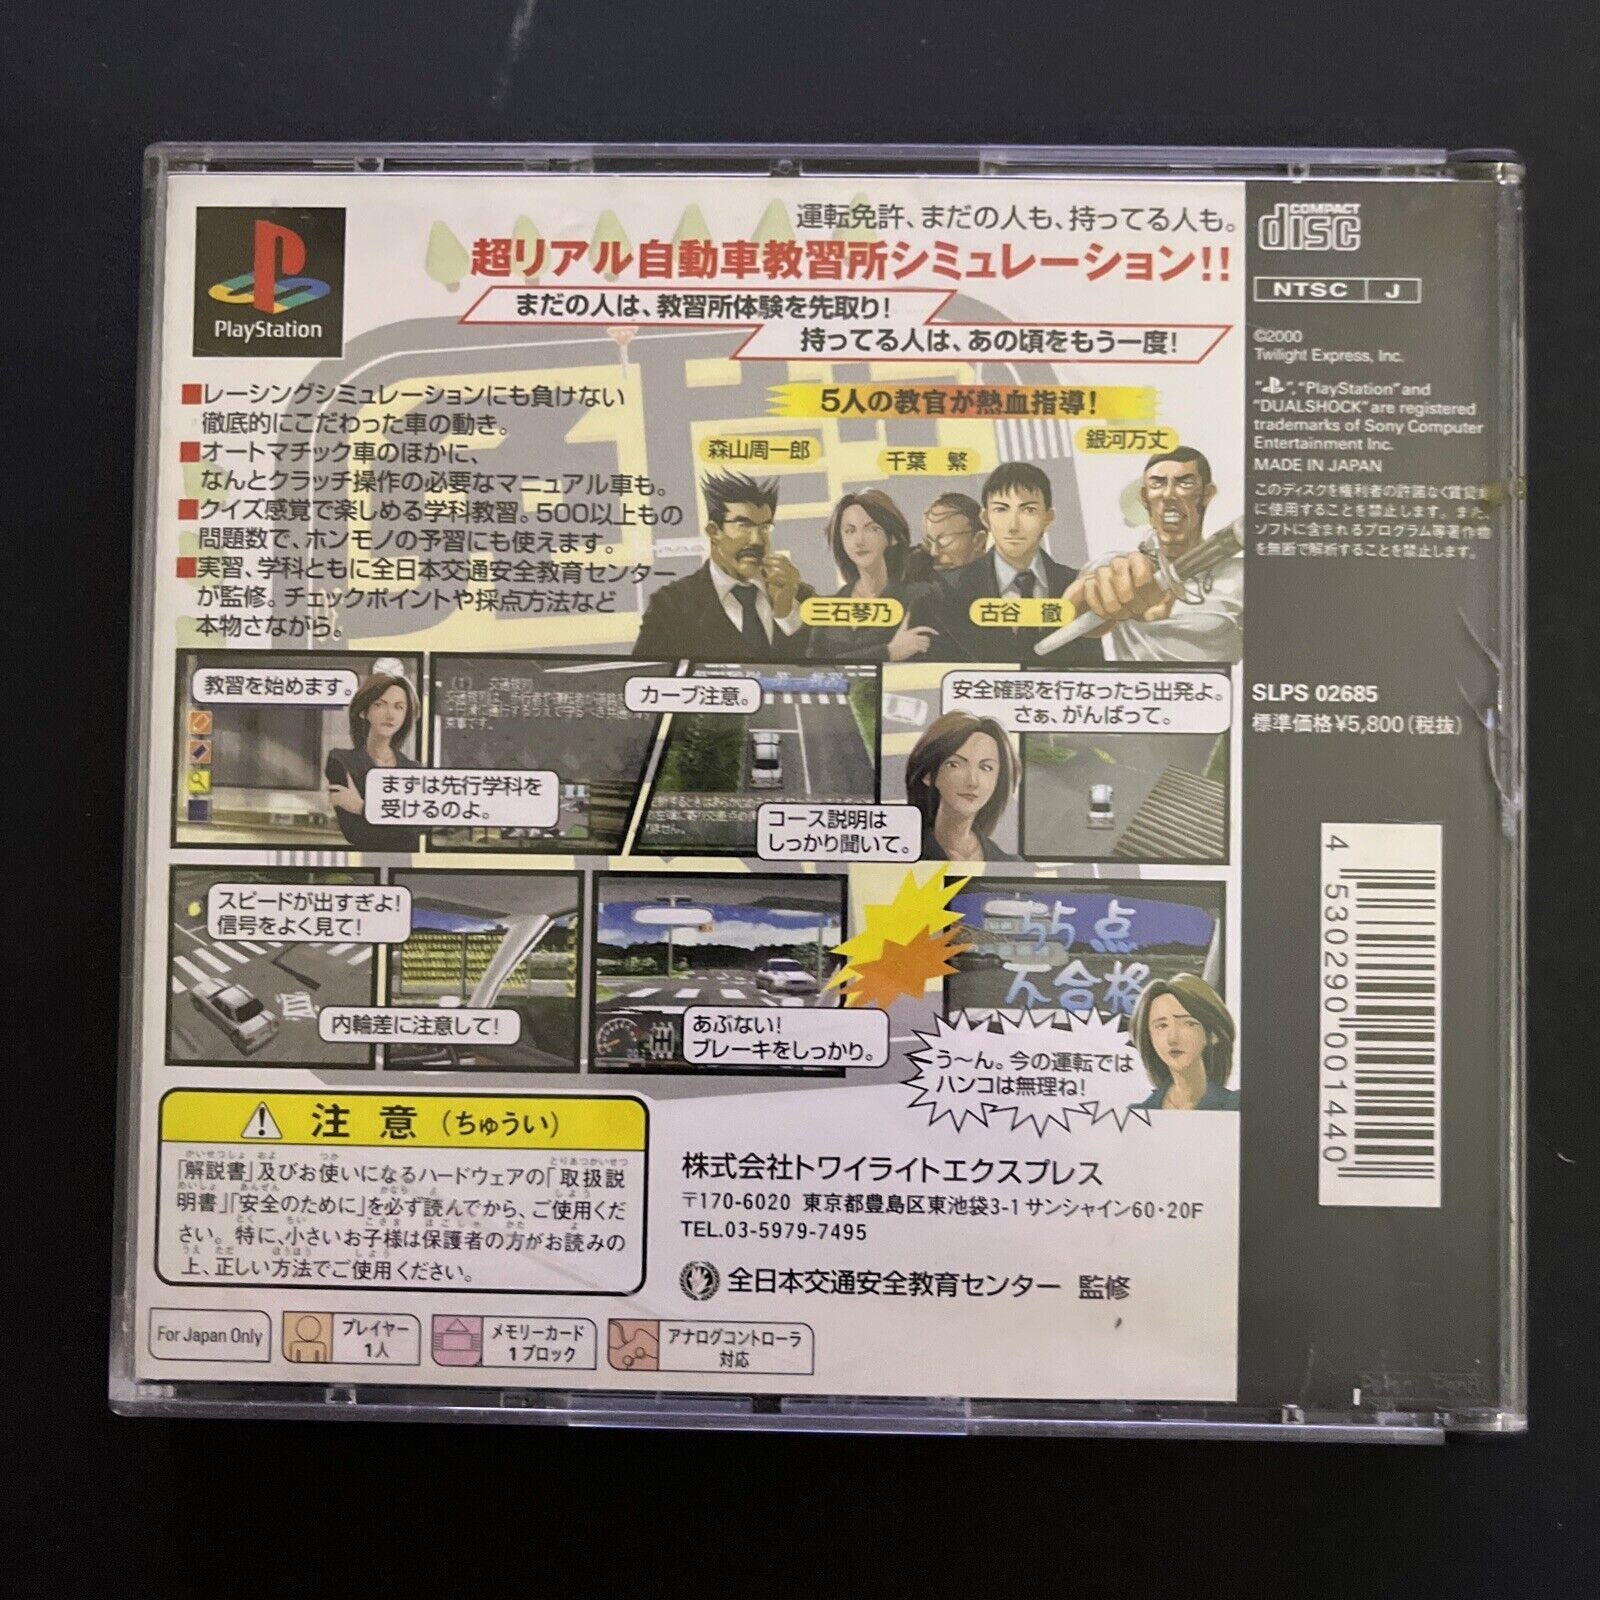 PlayStation
運転免許、まだの人も、持ってる人も。
超リアル自動車教習所シミュレーション!!
まだの人は、教習所体験を先取り!
持ってる人は、あの頃をもう一度!
■レーシングシミュレーションにも負けない
徹底的にこだわった車の動き。
■オートマチック車のほかに、
なんとクラッチ操作の必要なマニュアル車も。
■クイズ感覚で楽しめる学科教習。500以上もの
問題数で、ホンモノの予習にも使えます。
■実習、学科ともに全日本交通安全教育センター
が監修。チェックポイントや採点方法など
本物さながら。
5人の教官が熱血指導!
森山周一郎
千葉 繁
銀河万丈
三石琴乃
古谷 徹
教習を始めます。
まずは先行学科を
受けるのよ。
カーブ注意。
コース説明は
しっかり聞いて。
安全確認を行なったら出発よ。
さぁ、がんばって。
スピードが出すぎよ!
信号をよく見て!
内輪差に注意して!
あぶない!
ブレーキをしっかり。
55点
不合格
う〜ん。今の運転では
ハンコは無理ね!
注意(ちゅうい)
「解説書」及びお使いになるハードウェアの「取扱説
明書」「安全のために」を必ず読んでから、ご使用くだ
さい。特に、小さいお子様は保護者の方がお読みの
上、正しい方法でご使用ください。
株式会社トワイライトエクスプレス
〒170-6020 東京都豊島区東池袋3-1 サンシャイン60・20F
TEL.03-5979-7495
全日本交通安全教育センター 監修
For Japan Only
プレイヤー
1人
メモリーカード
1ブロック
アナログコントローラ
対応
COMPACT
disc
NTSC J
©2000
Twilight Express, Inc.
"PS", "PlayStation" and
"DUALSHOCK" are registered
trademarks of Sony Computer
Entertainment Inc.
MADE IN JAPAN
このディスクを権利者の許諾なく賃貸業
に使用することを禁止します。また、
ソフトに含まれるプログラム等著作物
を無断で解析することを禁止します。
SLPS 02685
標準価格¥5,800(税抜)
4 530290 001440